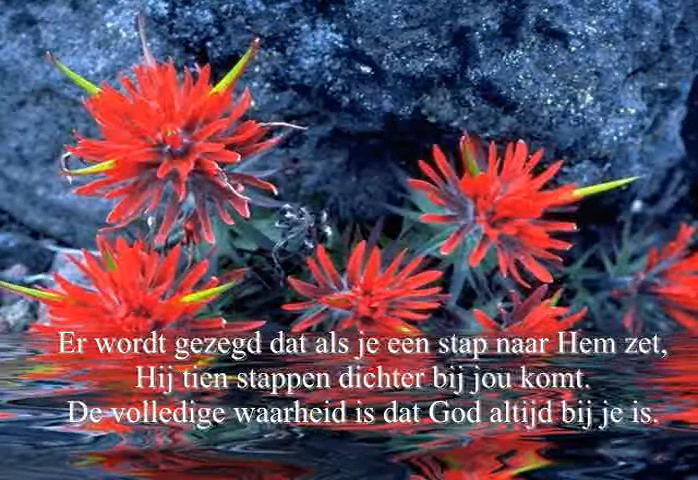 Er wordt gezegd dat als je een stap naar Hem zet,
Hij tien stappen dichter bij jou komt.
De volledige waarheid is dat God altijd bij je is.